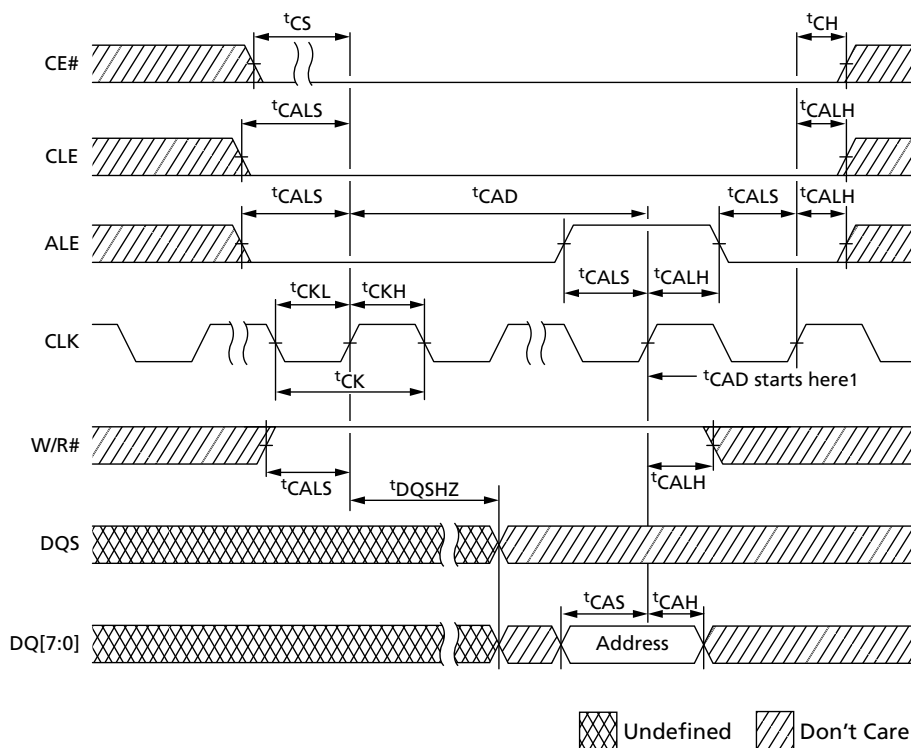 tCS
tCH
CE#
tCALS
tCALH
CLE
tCALS
tCAD
tCALS
tCALH
ALE
tCALS
tCALH
tCKL
tCKH
CLK
tCK
tCAD starts here1
W/R#
tCALS
tCALH
tDQSHZ
DQS
tCAS
tCAH
DQ[7:0]
Address
Undefined
Don't Care